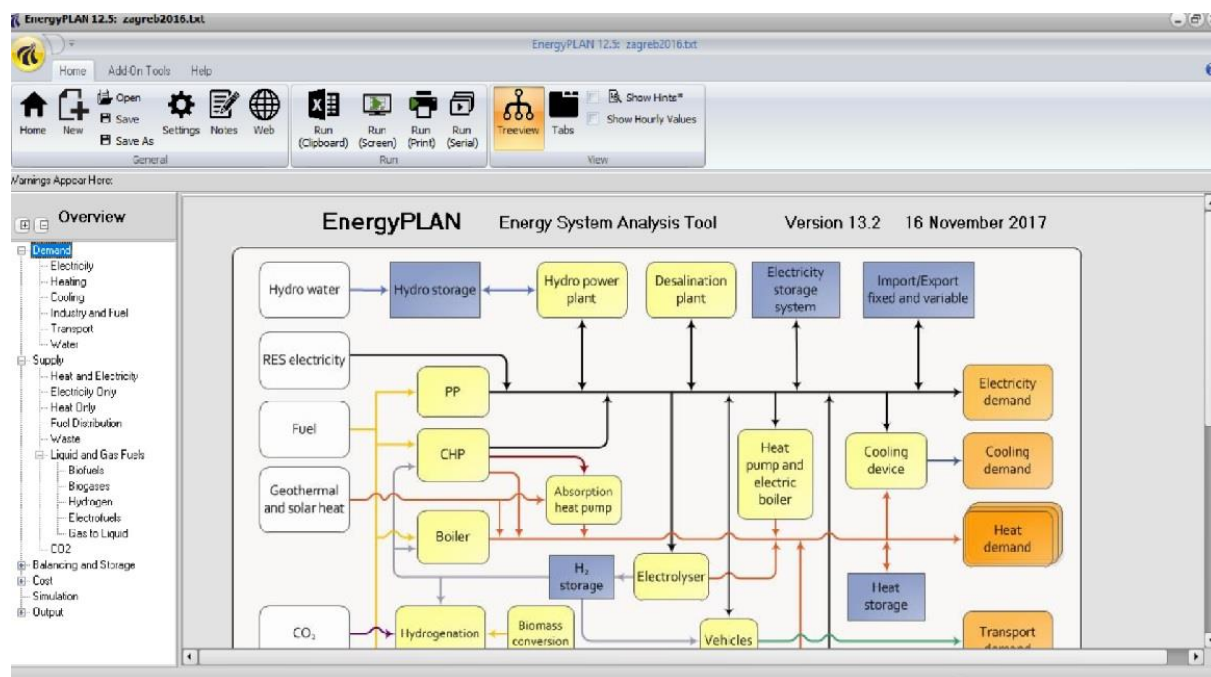 EnergyPLAN 12.5: zagreb2016.txt
EnergyPLAN 12.5: zagreb2016.txt
Home Add-On Tools Help
Home
New
Open
Save
Save As
Settings
Notes
Web
General
Run
(Clipboard)
Run
(Screen)
Run
(Print)
Run
(Serial)
Run
Treeview
Tabs
Show Hints*
Show Hourly Values
View
Warnings Appear Here:
Overview
Demand
Electricity
Heating
Cooling
Industry and Fuel
Transport
Water
Supply
Heat and Electricity
Electricity Only
Heat Only
Fuel Distribution
Waste
Liquid and Gas Fuels
Biofuels
Biogases
Hydrogen
Electrofuels
Gas to Liquid
CO2
Balancing and Storage
Cost
Simulation
Output
EnergyPLAN Energy System Analysis Tool Version 13.2 16 November 2017
Hydro water
Hydro storage
Hydro power
plant
Desalination
plant
Electricity
storage
system
Import/Export
fixed and variable
RES electricity
PP
Electricity
demand
Fuel
CHP
Heat
pump and
electric
boiler
Cooling
device
Cooling
demand
Geothermal
and solar heat
Absorption
heat pump
Boiler
Heat
demand
H₂
storage
Electrolyser
Heat
storage
CO₂
Hydrogenation
Biomass
conversion
Vehicles
Transport
demand